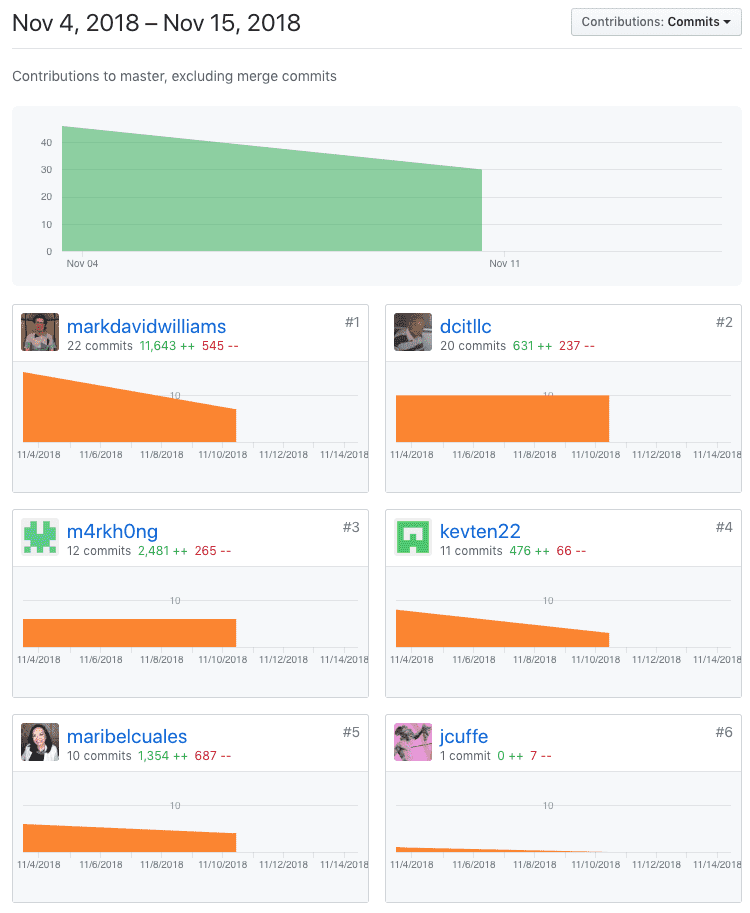 Nov 4, 2018 – Nov 15, 2018
Contributions: Commits
Contributions to master, excluding merge commits
40
30
20
10
0
Nov 04
Nov 11
markdavidwilliams
#1
22 commits 11,643 ++ 545 --
10
11/4/2018 11/6/2018 11/8/2018 11/10/2018 11/12/2018 11/14/2018
dcitllc
#2
20 commits 631 ++ 237 --
10
11/4/2018 11/6/2018 11/8/2018 11/10/2018 11/12/2018 11/14/2018
m4rkh0ng
#3
12 commits 2,481 ++ 265 --
10
11/4/2018 11/6/2018 11/8/2018 11/10/2018 11/12/2018 11/14/2018
kevten22
#4
11 commits 476 ++ 66 --
10
11/4/2018 11/6/2018 11/8/2018 11/10/2018 11/12/2018 11/14/2018
maribelcuales
#5
10 commits 1,354 ++ 687 --
10
11/4/2018 11/6/2018 11/8/2018 11/10/2018 11/12/2018 11/14/2018
jcuffe
#6
1 commit 0 ++ 7 --
10
11/4/2018 11/6/2018 11/8/2018 11/10/2018 11/12/2018 11/14/2018